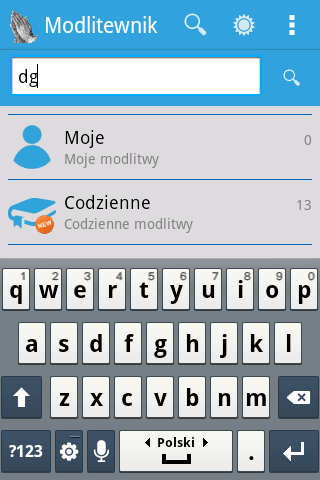 Modlitewnik
dg
Moje
0
Moje modlitwy
Codzienne
13
Codzienne modlitwy
NEW
1 2 3 4 5 6 7 8 9 0
q w e r t y u i o p
a s d f g h j k l
z x c v b n m
?123
Polski
.